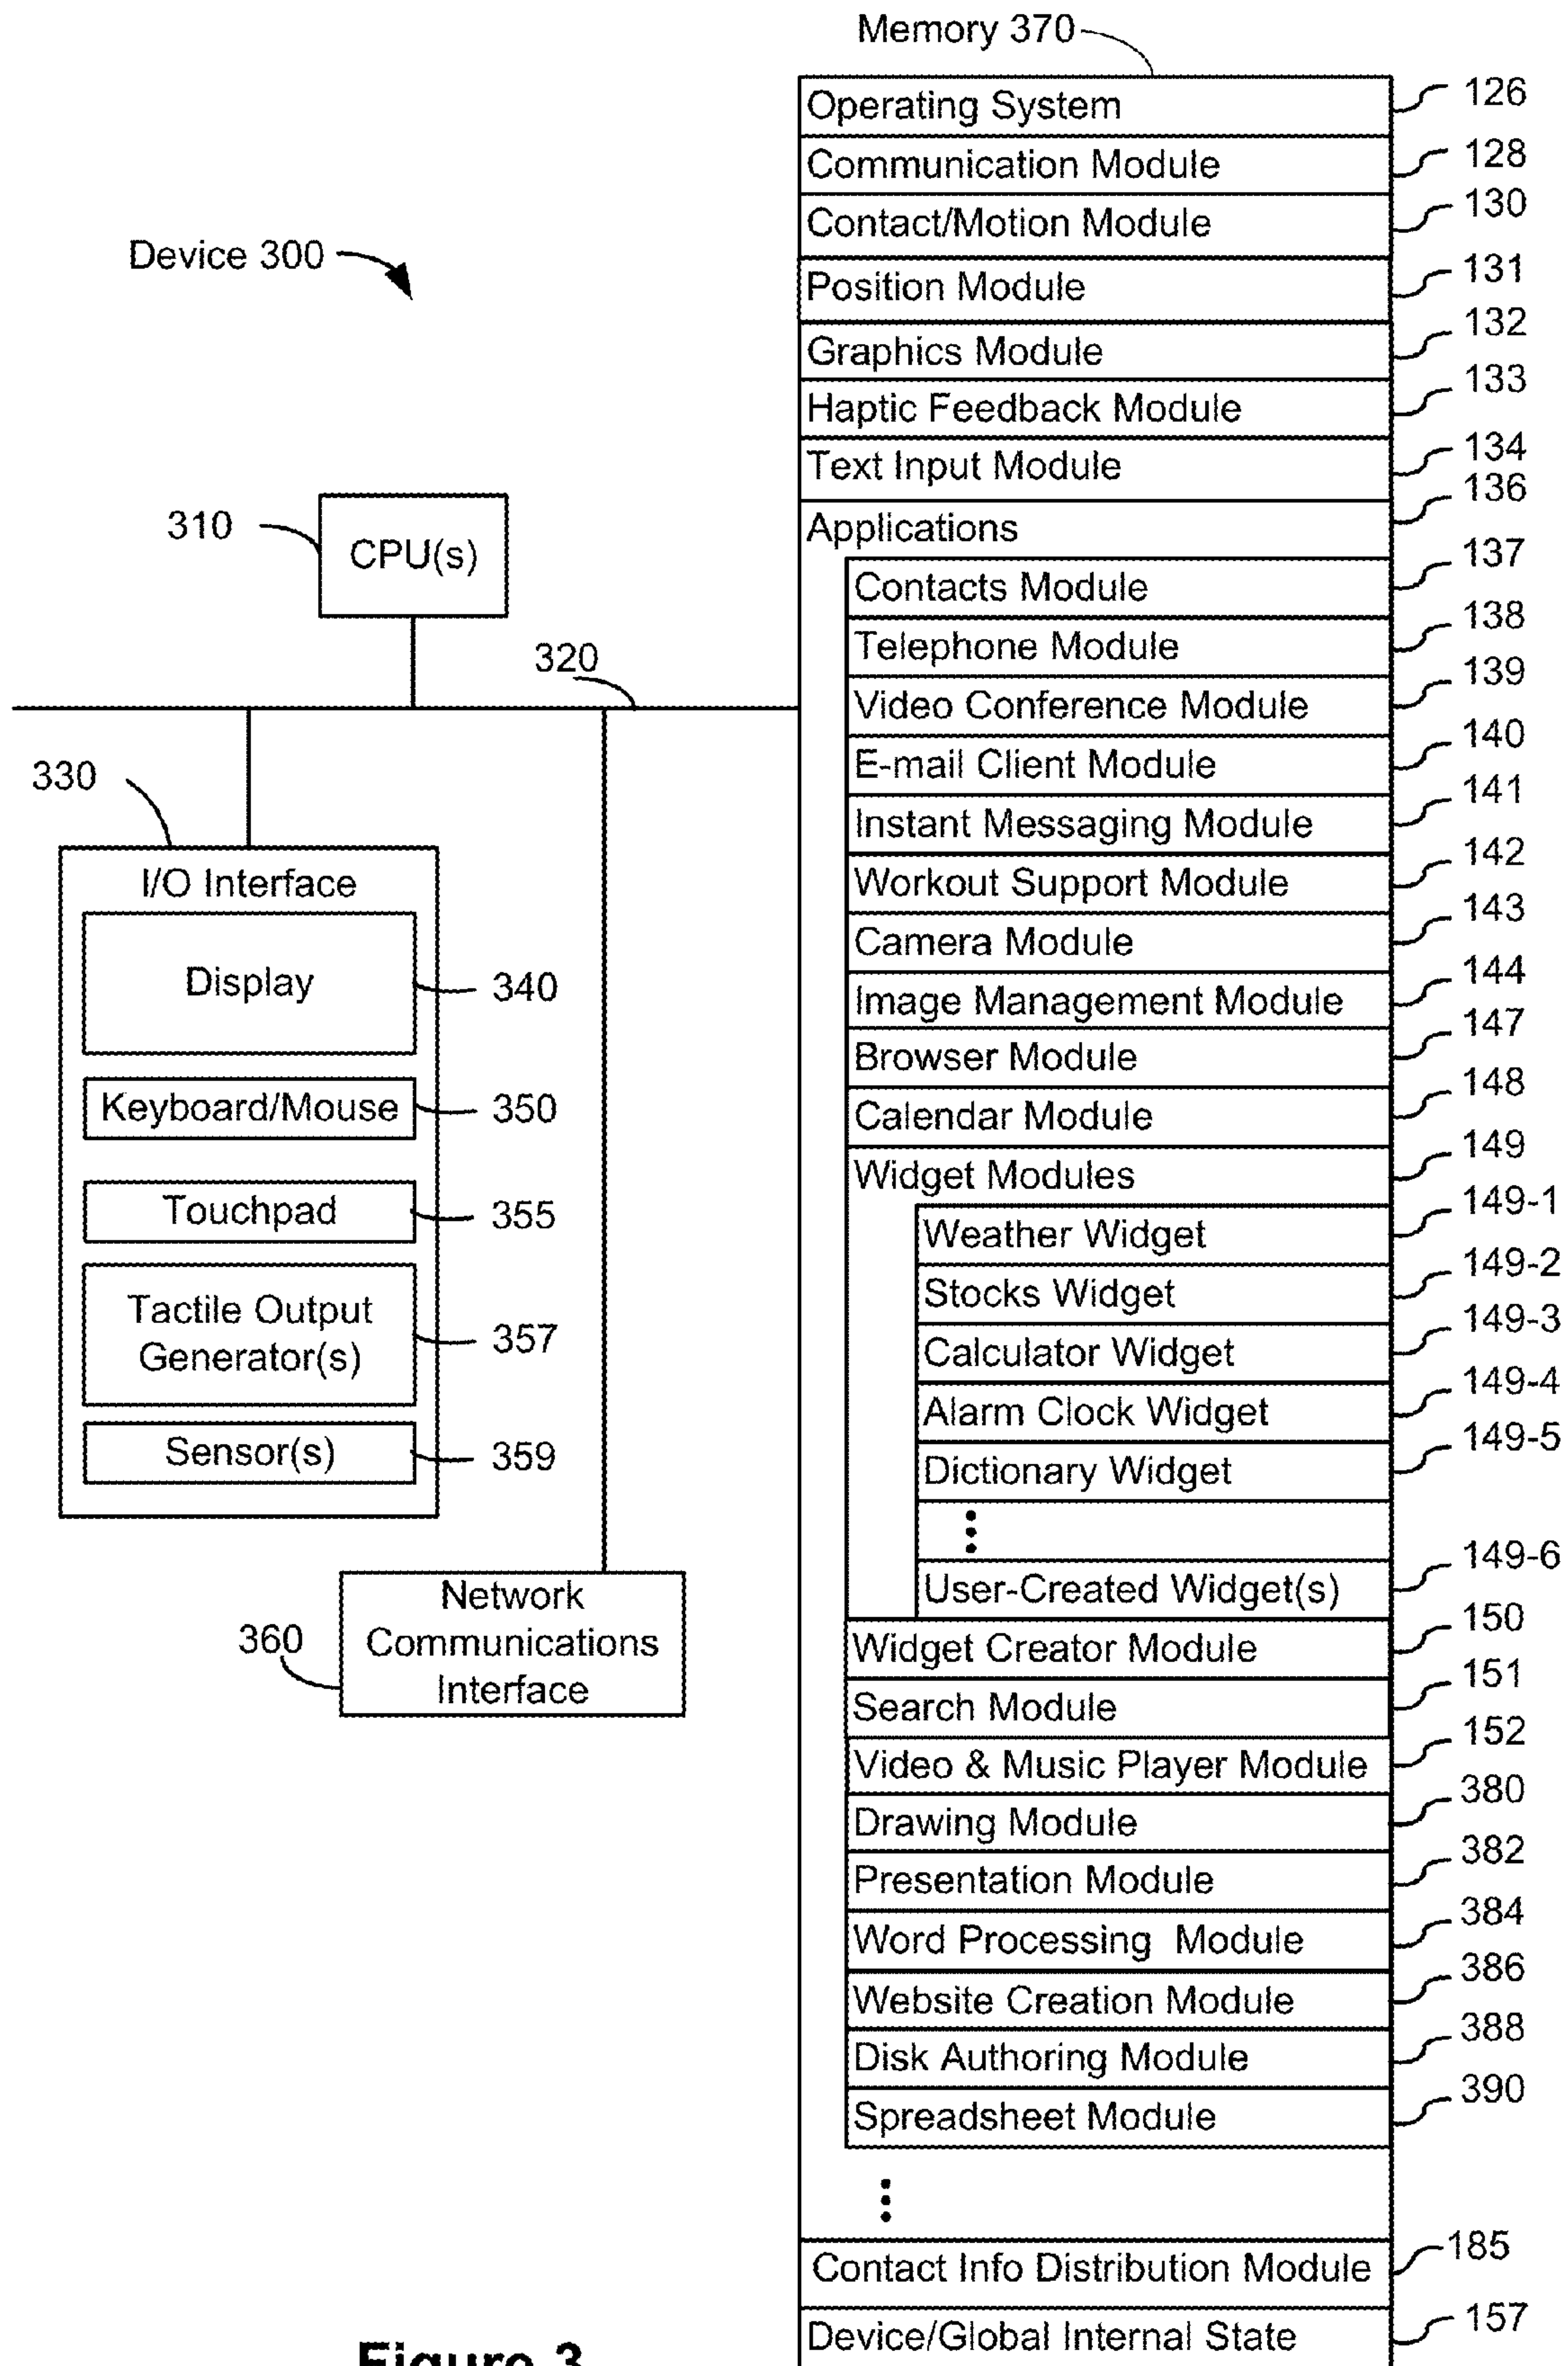 Memory 370
Operating System 126
Communication Module 128
Contact/Motion Module 130
Position Module 131
Graphics Module 132
Haptic Feedback Module 133
Text Input Module 134
Applications 136
Contacts Module 137
Telephone Module 138
Video Conference Module 139
E-mail Client Module 140
Instant Messaging Module 141
Workout Support Module 142
Camera Module 143
Image Management Module 144
Browser Module 147
Calendar Module 148
Widget Modules 149
Weather Widget 149-1
Stocks Widget 149-2
Calculator Widget 149-3
Alarm Clock Widget 149-4
Dictionary Widget 149-5
User-Created Widget(s) 149-6
Widget Creator Module 150
Search Module 151
Video & Music Player Module 152
Drawing Module 380
Presentation Module 382
Word Processing Module 384
Website Creation Module 386
Disk Authoring Module 388
Spreadsheet Module 390
Contact Info Distribution Module 185
Device/Global Internal State 157
Device 300
310
CPU(s)
320
330
I/O Interface
Display 340
Keyboard/Mouse 350
Touchpad 355
Tactile Output
Generator(s) 357
Sensor(s) 359
360
Network
Communications
Interface
Figure 3